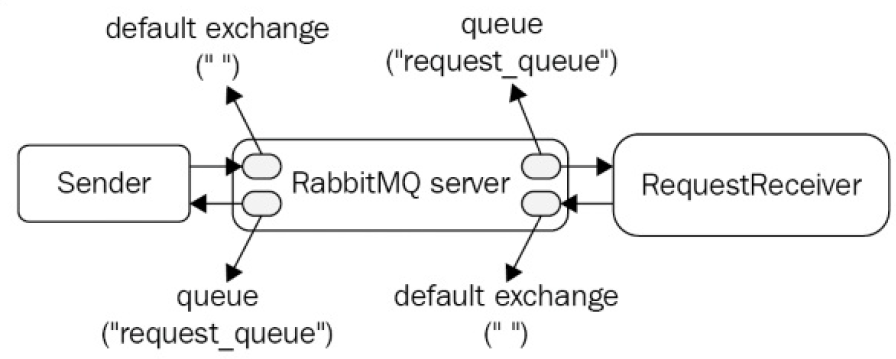 default exchange
(" ")
queue
("request_queue")
Sender
RabbitMQ server
RequestReceiver
queue
("request_queue")
default exchange
(" ")